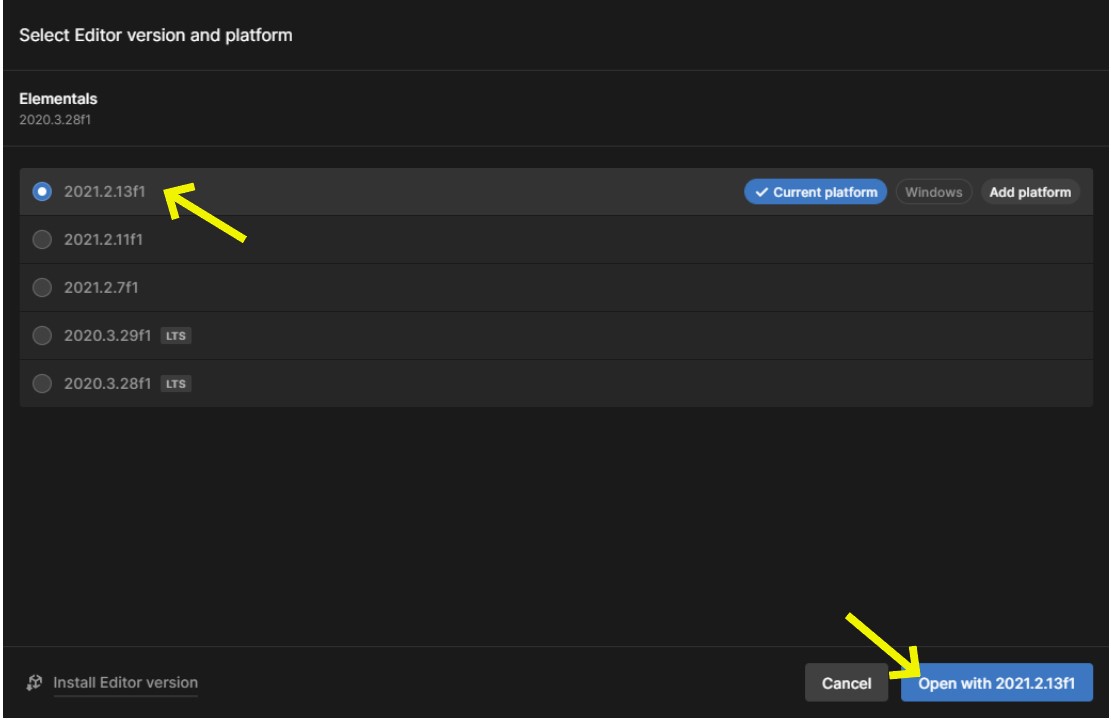 Select Editor version and platform
Elementals
2020.3.28f1
2021.2.13f1 Current platform Windows Add platform
2021.2.11f1
2021.2.7f1
2020.3.29f1 LTS
2020.3.28f1 LTS
Install Editor version Cancel Open with 2021.2.13f1